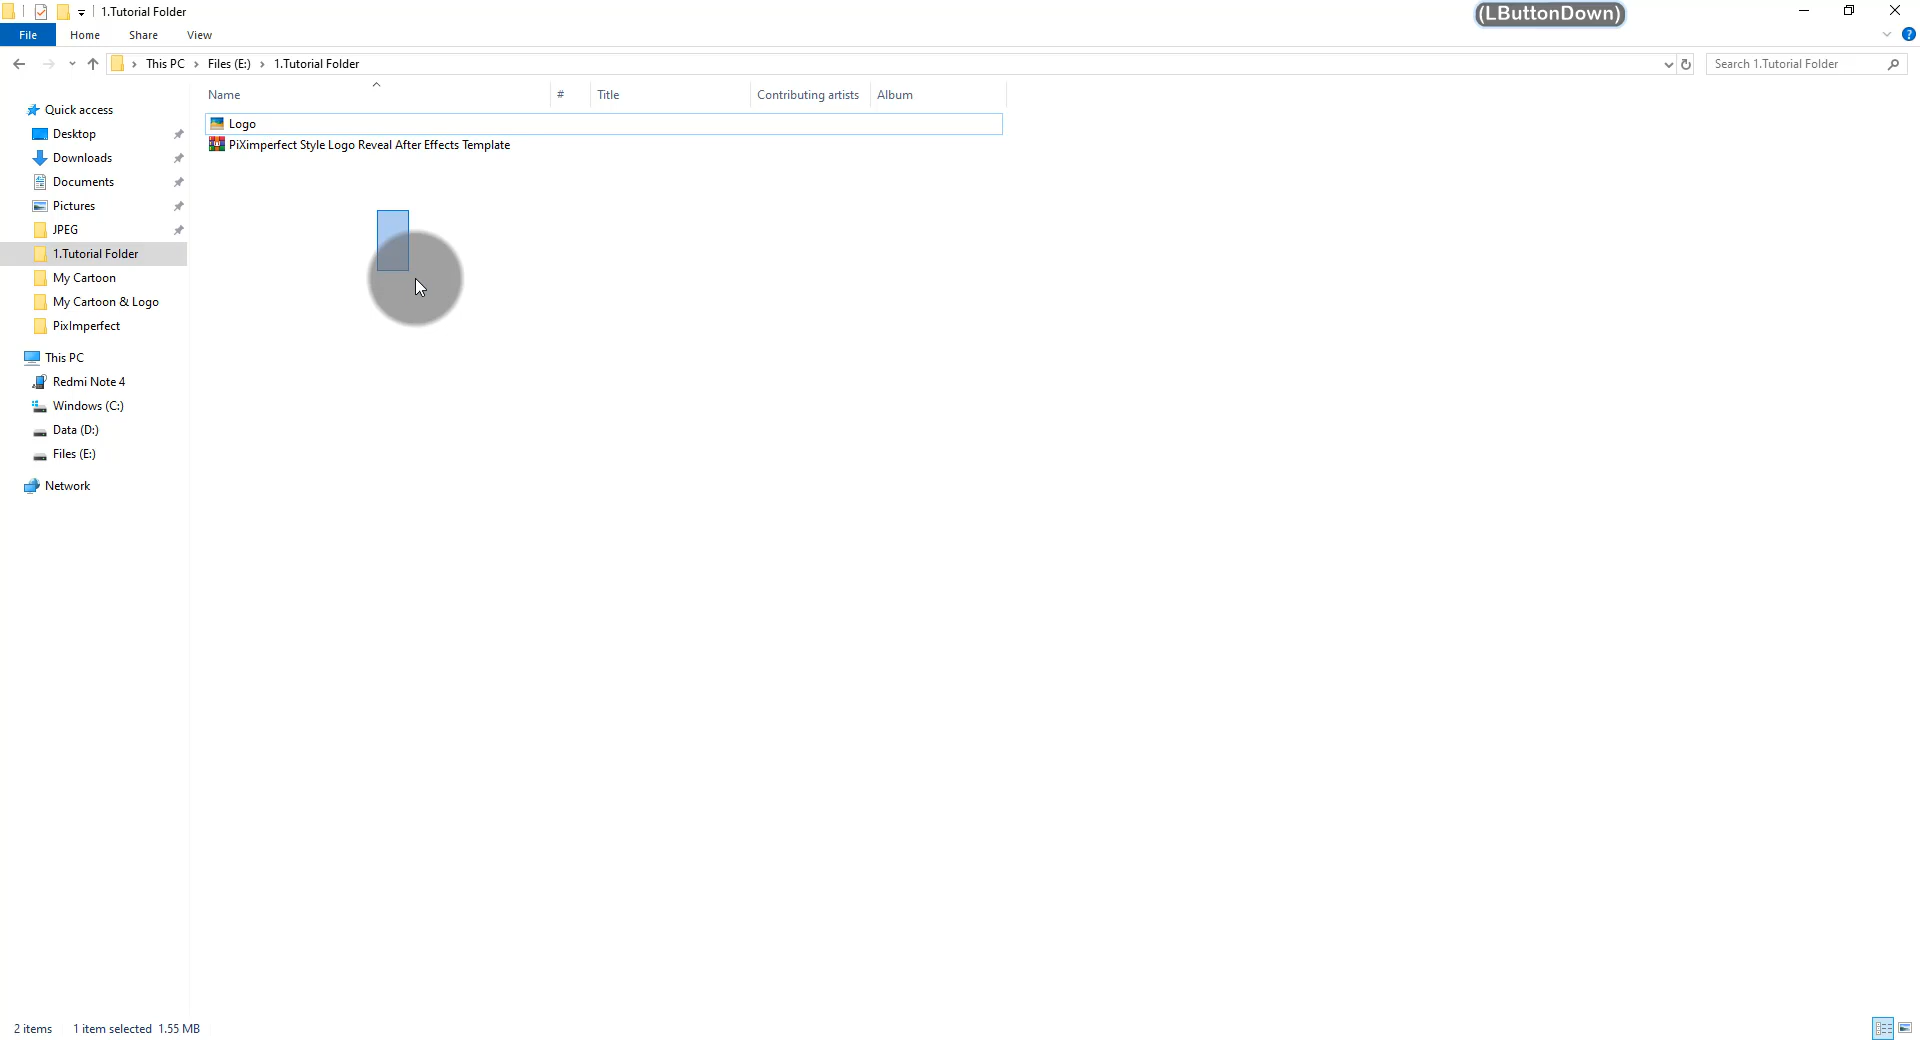 1.Tutorial Folder
(LButtonDown)
File Home Share View
?
This PC Files (E:) 1.Tutorial Folder
Search 1.Tutorial Folder
Name # Title Contributing artists Album
Logo
PiXimperfect Style Logo Reveal After Effects Template
Quick access
Desktop
Downloads
Documents
Pictures
JPEG
1.Tutorial Folder
My Cartoon
My Cartoon & Logo
PixImperfect
This PC
Redmi Note 4
Windows (C:)
Data (D:)
Files (E:)
Network
2 items 1 item selected 1.55 MB